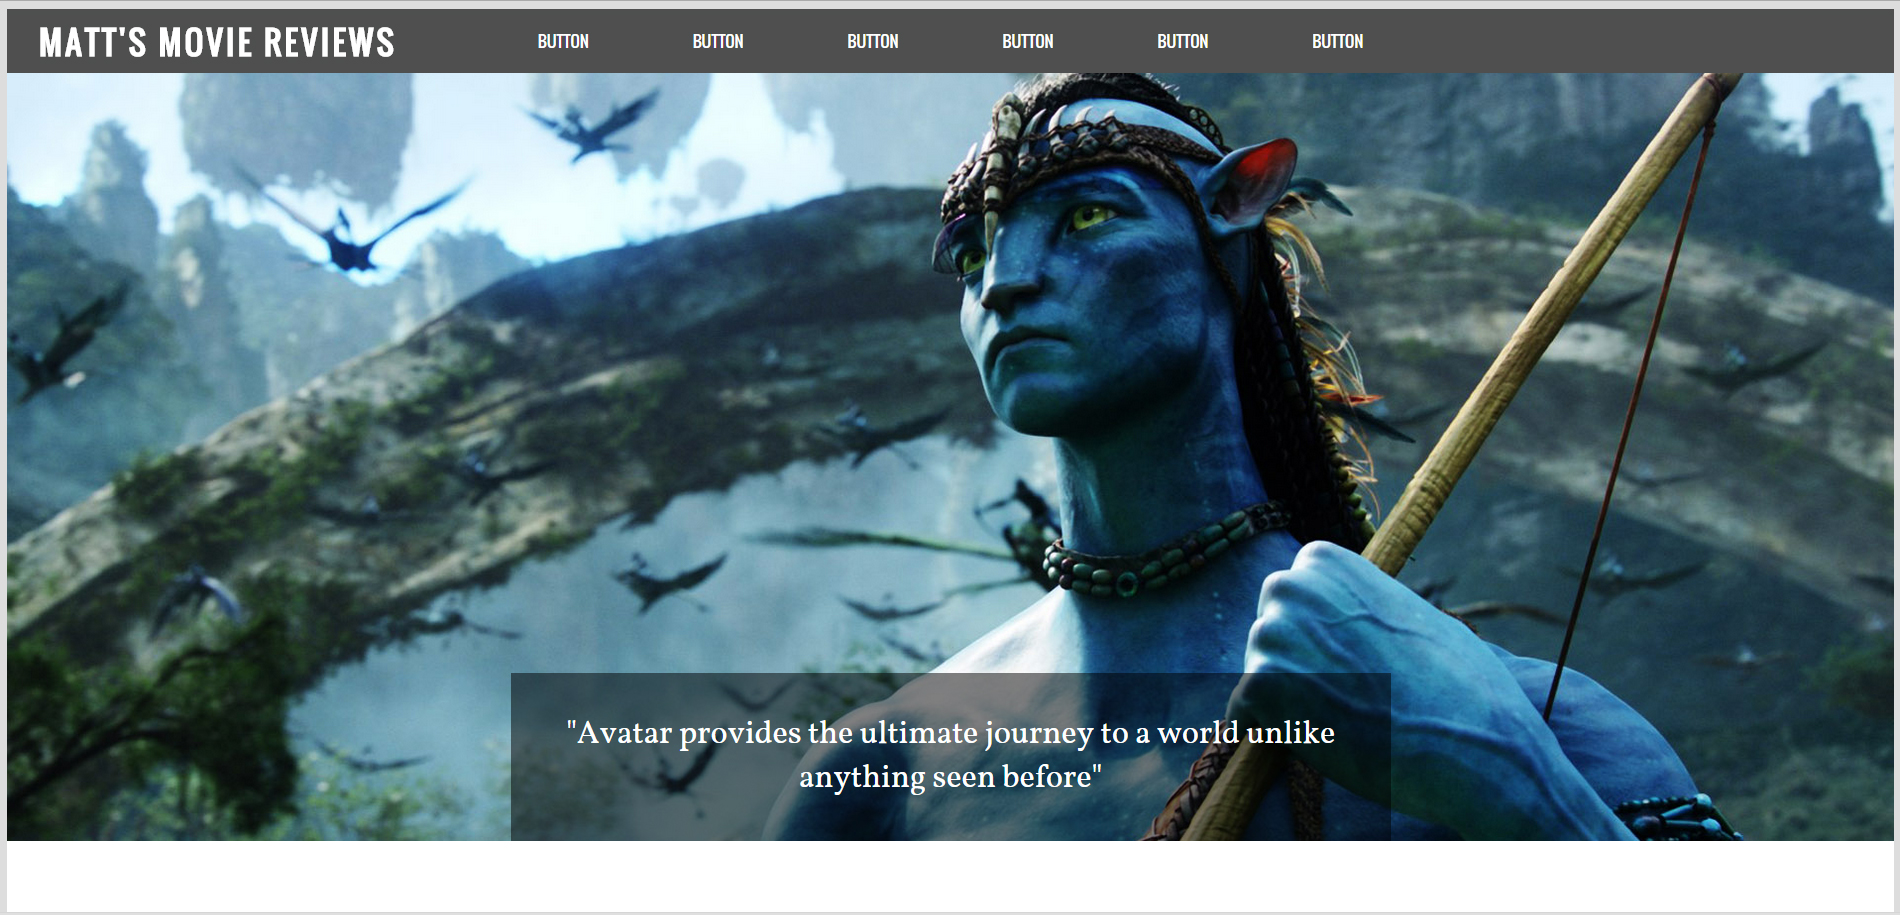 MATT'S MOVIE REVIEWS BUTTON BUTTON BUTTON BUTTON BUTTON BUTTON
"Avatar provides the ultimate journey to a world unlike
anything seen before"